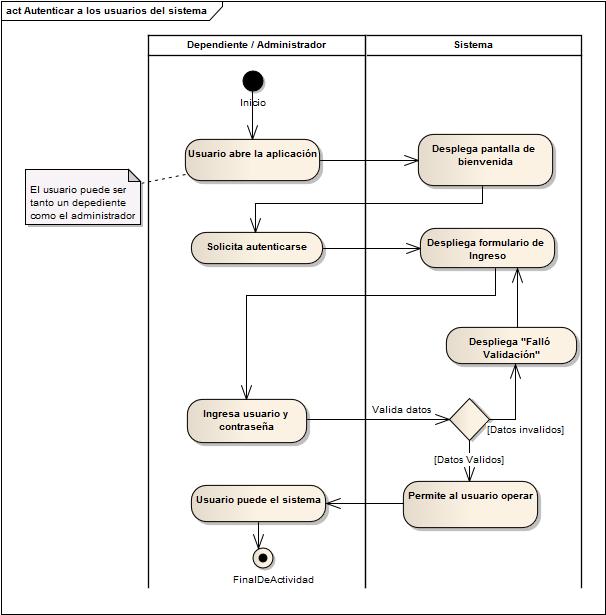 act Autenticar a los usuarios del sistema
Dependiente / Administrador
Sistema
Inicio
Usuario abre la aplicación
Desplega pantalla de
bienvenida
El usuario puede ser
tanto un depediente
como el administrador
Solicita autenticarse
Despliega formulario de
Ingreso
Despliega "Falló
Validación"
Ingresa usuario y
contraseña
Valida datos
[Datos invalidos]
[Datos Validos]
Usuario puede el sistema
Permite al usuario operar
FinalDeActividad